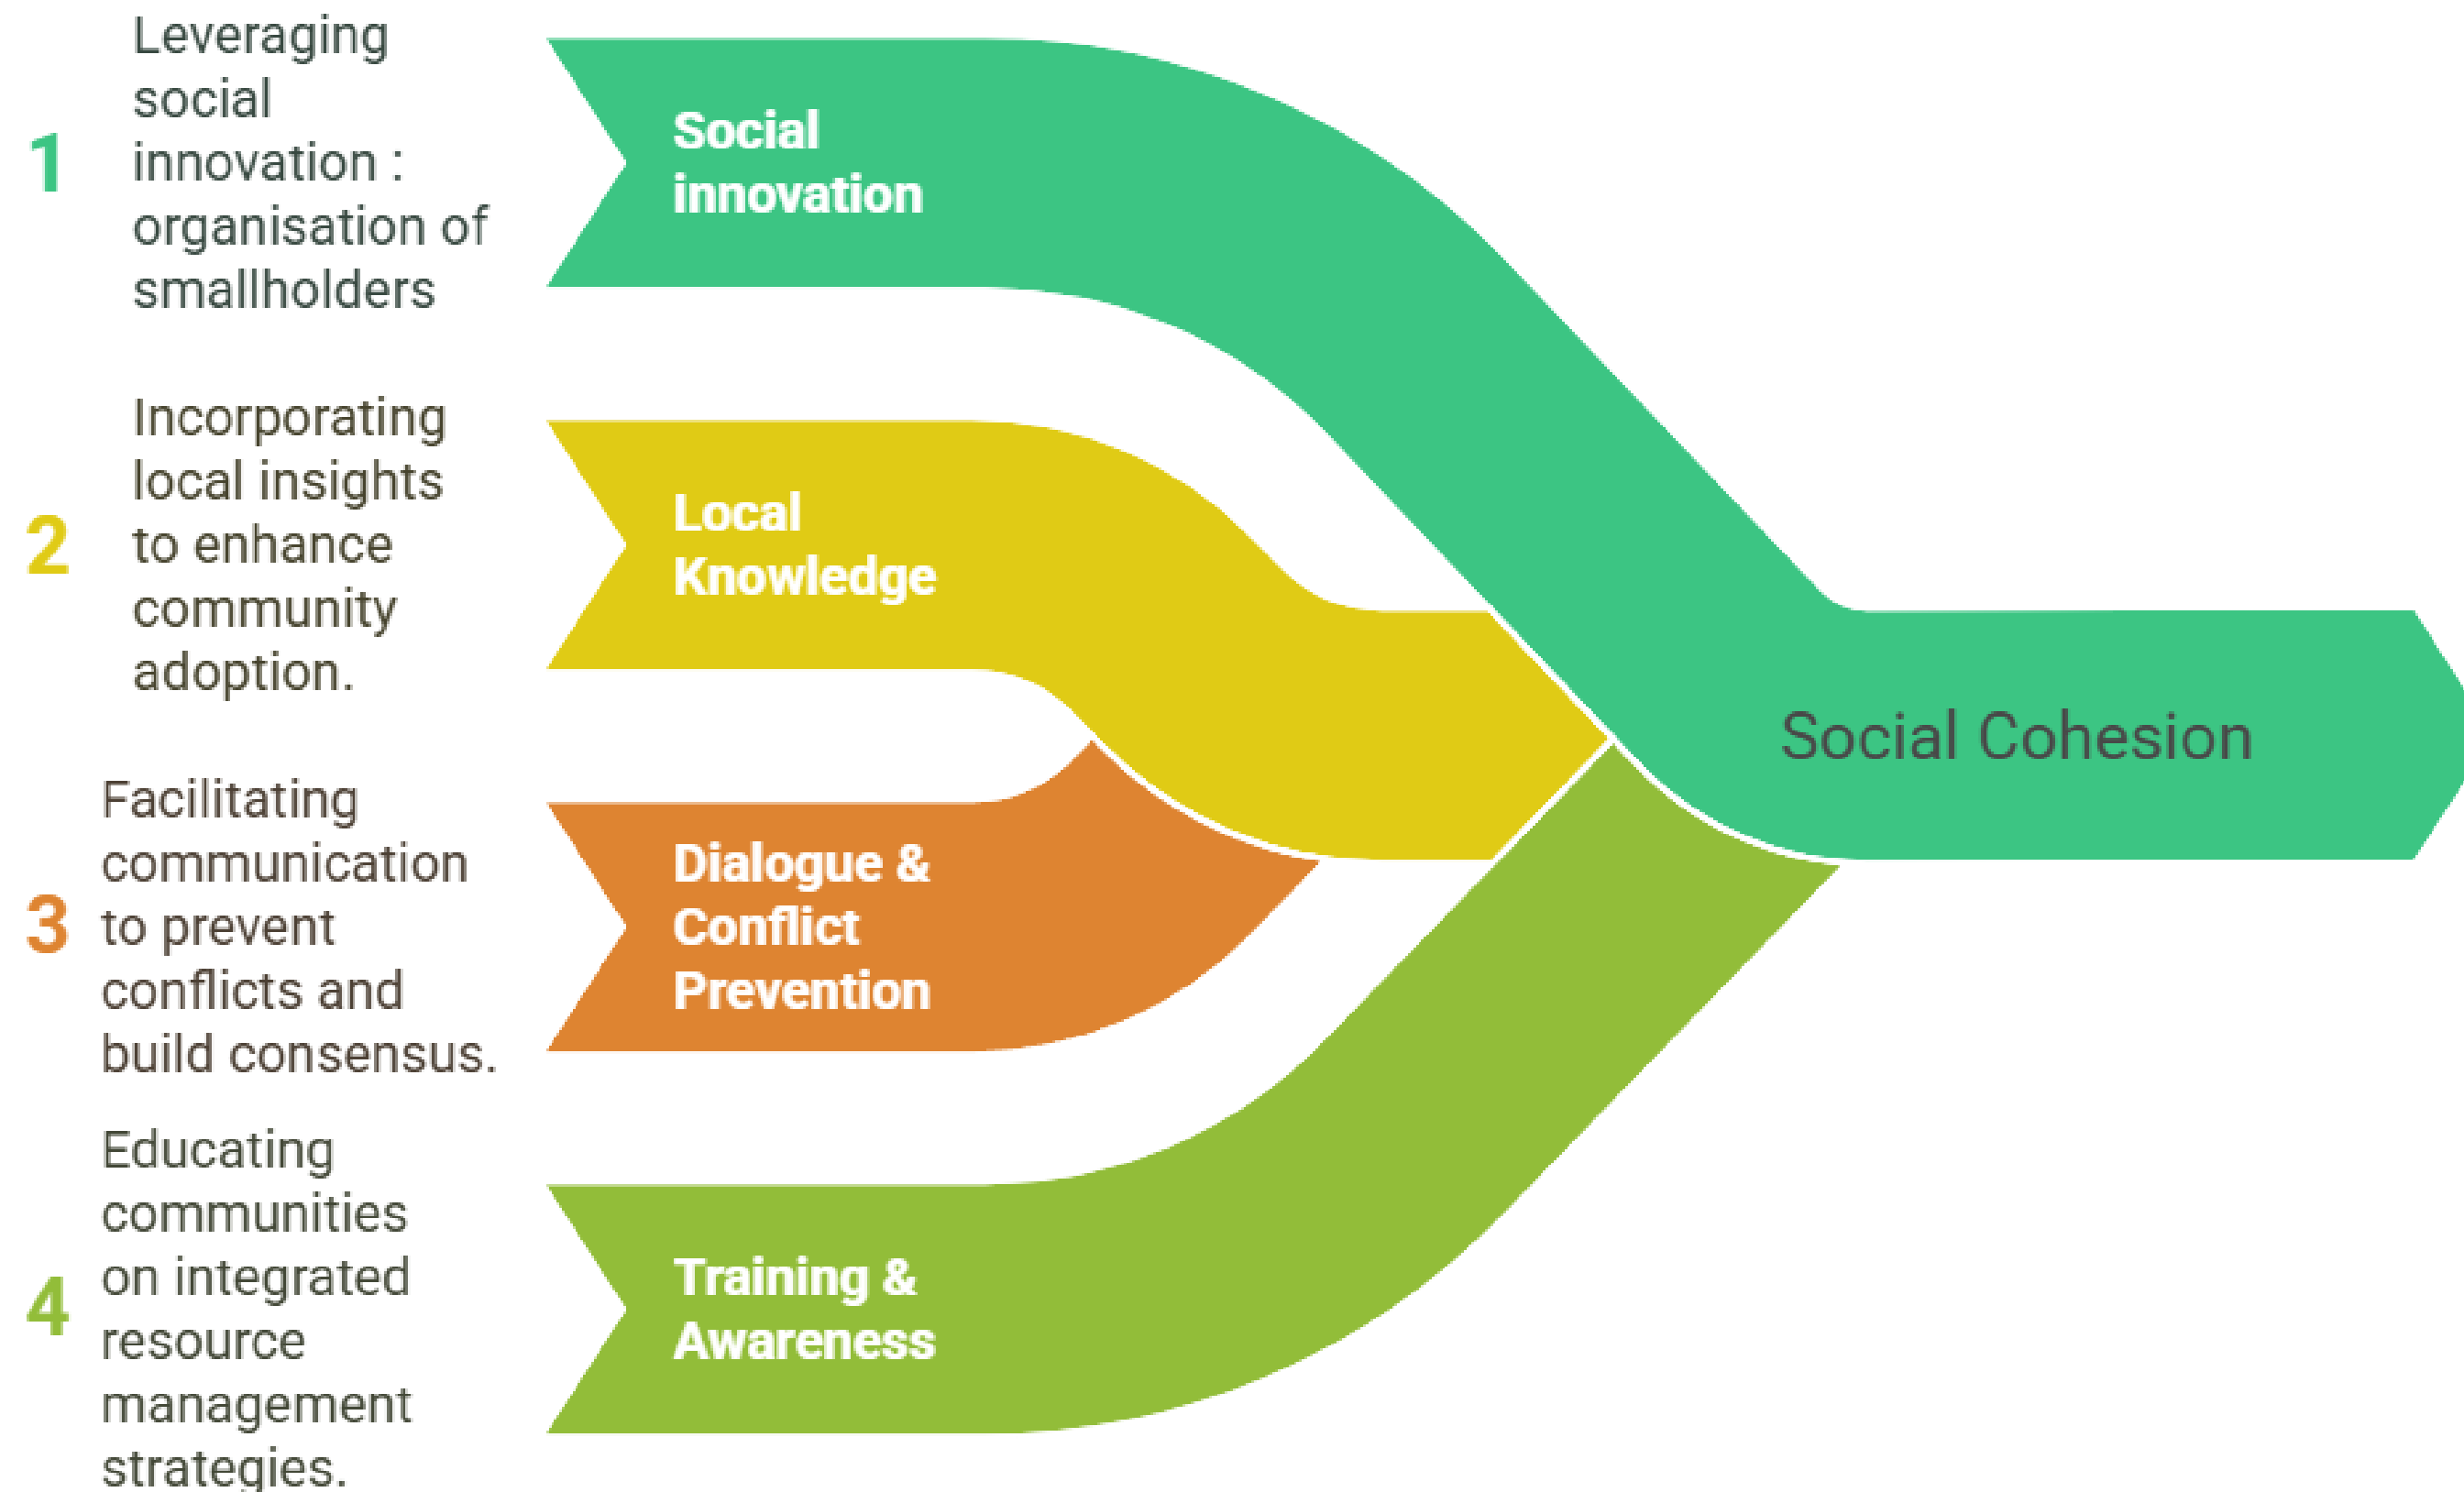 1
Leveraging
social
innovation :
organisation of
smallholders
Social
innovation
2
Incorporating
local insights
to enhance
community
adoption.
Local
Knowledge
3
Facilitating
communication
to prevent
conflicts and
build consensus.
Dialogue &
Conflict
Prevention
4
Educating
communities
on integrated
resource
management
strategies.
Training &
Awareness
Social Cohesion